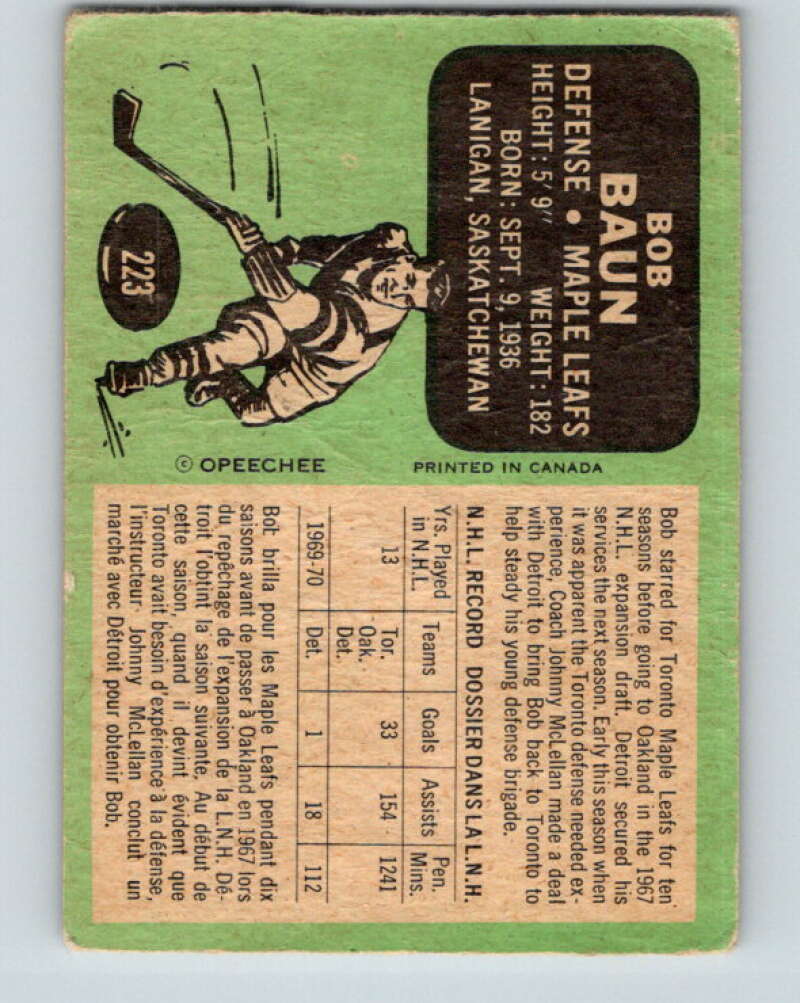 BOB
BAUN
DEFENSE • MAPLE LEAFS
HEIGHT: 5' 9" WEIGHT: 182
BORN: SEPT. 9, 1936
LANIGAN, SASKATCHEWAN
223
© OPEECHEE
PRINTED IN CANADA
Bob starred for Toronto Maple Leafs for ten
seasons before going to Oakland in the 1967
N.H.L. expansion draft. Detroit secured his
services the next season. Early this season when
it was apparent the Toronto defense needed ex-
perience, Coach Johnny McLellan made a deal
with Detroit to bring Bob back to Toronto to
help steady his young defense brigade.
N.H.L. RECORD DOSSIER DANS LA L.N.H.
Yrs. Played in N.H.L. Teams Goals Assists Pen. Mins.
13 Tor. 33 154 1241
Oak.
Det.
1969-70 Det. 1 18 112
Bob brilla pour les Maple Leafs pendant dix
saisons avant de passer à Oakland en 1967 lors
du repêchage de l'expansion de la L.N.H. Dé-
troit l'obtint la saison suivante. Au début de
cette saison, quand il devint évident que
Toronto avait besoin d'expérience à la défense,
l'instructeur Johnny McLellan conclut un
marché avec Détroit pour obtenir Bob.